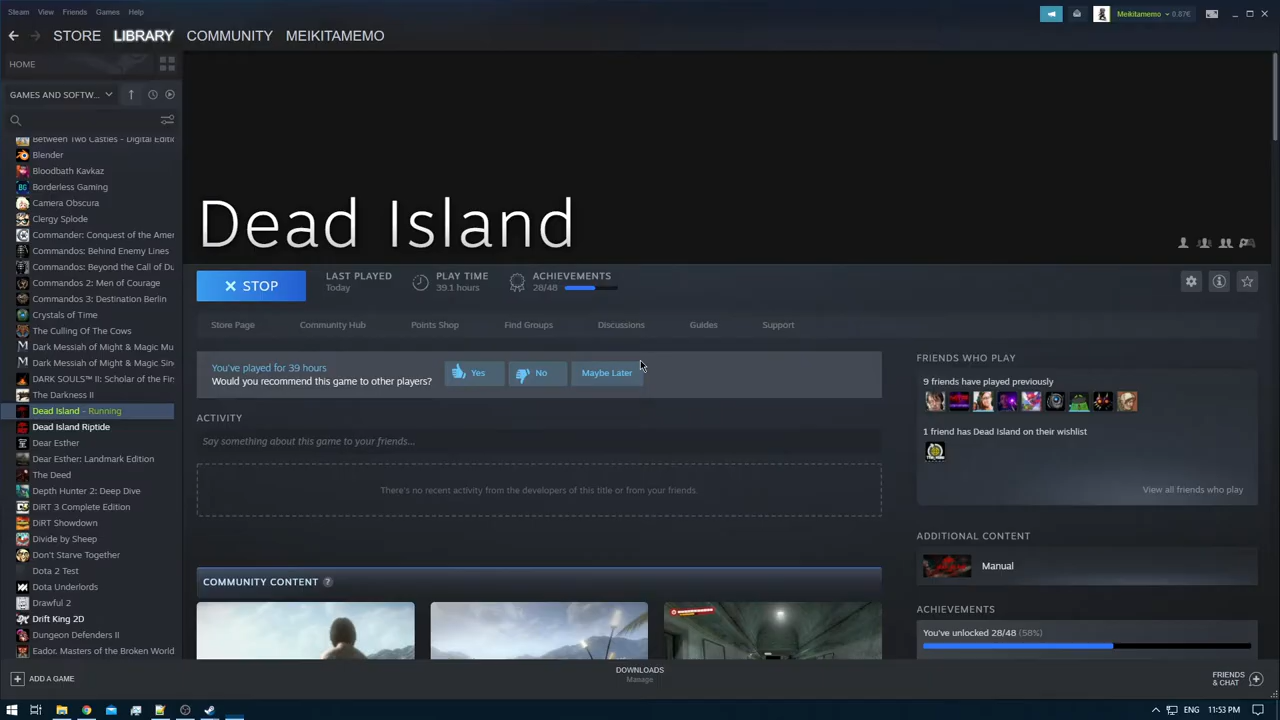 Steam View Friends Games Help
Meikitamemo 0.87€
STORE LIBRARY COMMUNITY MEIKITAMEMO
HOME
GAMES AND SOFTW...
Between Two Castles - Digital Editic
Blender
Bloodbath Kavkaz
Borderless Gaming
Camera Obscura
Clergy Splode
Commander: Conquest of the Amer
Commandos: Behind Enemy Lines
Commandos: Beyond the Call of Du
Commandos 2: Men of Courage
Commandos 3: Destination Berlin
Crystals of Time
The Culling Of The Cows
Dark Messiah of Might & Magic Mu
Dark Messiah of Might & Magic Sin
DARK SOULS™ II: Scholar of the Firs
The Darkness II
Dead Island - Running
Dead Island Riptide
Dear Esther
Dear Esther: Landmark Edition
The Deed
Depth Hunter 2: Deep Dive
DiRT 3 Complete Edition
DiRT Showdown
Divide by Sheep
Don't Starve Together
Dota 2 Test
Dota Underlords
Drawful 2
Drift King 2D
Dungeon Defenders II
Eador. Masters of the Broken World
Dead Island
STOP
LAST PLAYED
Today
PLAY TIME
39.1 hours
ACHIEVEMENTS
28/48
Store Page Community Hub Points Shop Find Groups Discussions Guides Support
You've played for 39 hours
Would you recommend this game to other players?
Yes No Maybe Later
ACTIVITY
Say something about this game to your friends...
There's no recent activity from the developers of this title or from your friends.
COMMUNITY CONTENT ?
FRIENDS WHO PLAY
9 friends have played previously
1 friend has Dead Island on their wishlist
View all friends who play
ADDITIONAL CONTENT
Manual
ACHIEVEMENTS
You've unlocked 28/48 (58%)
ADD A GAME
DOWNLOADS
Manage
FRIENDS
& CHAT
ENG 11:53 PM